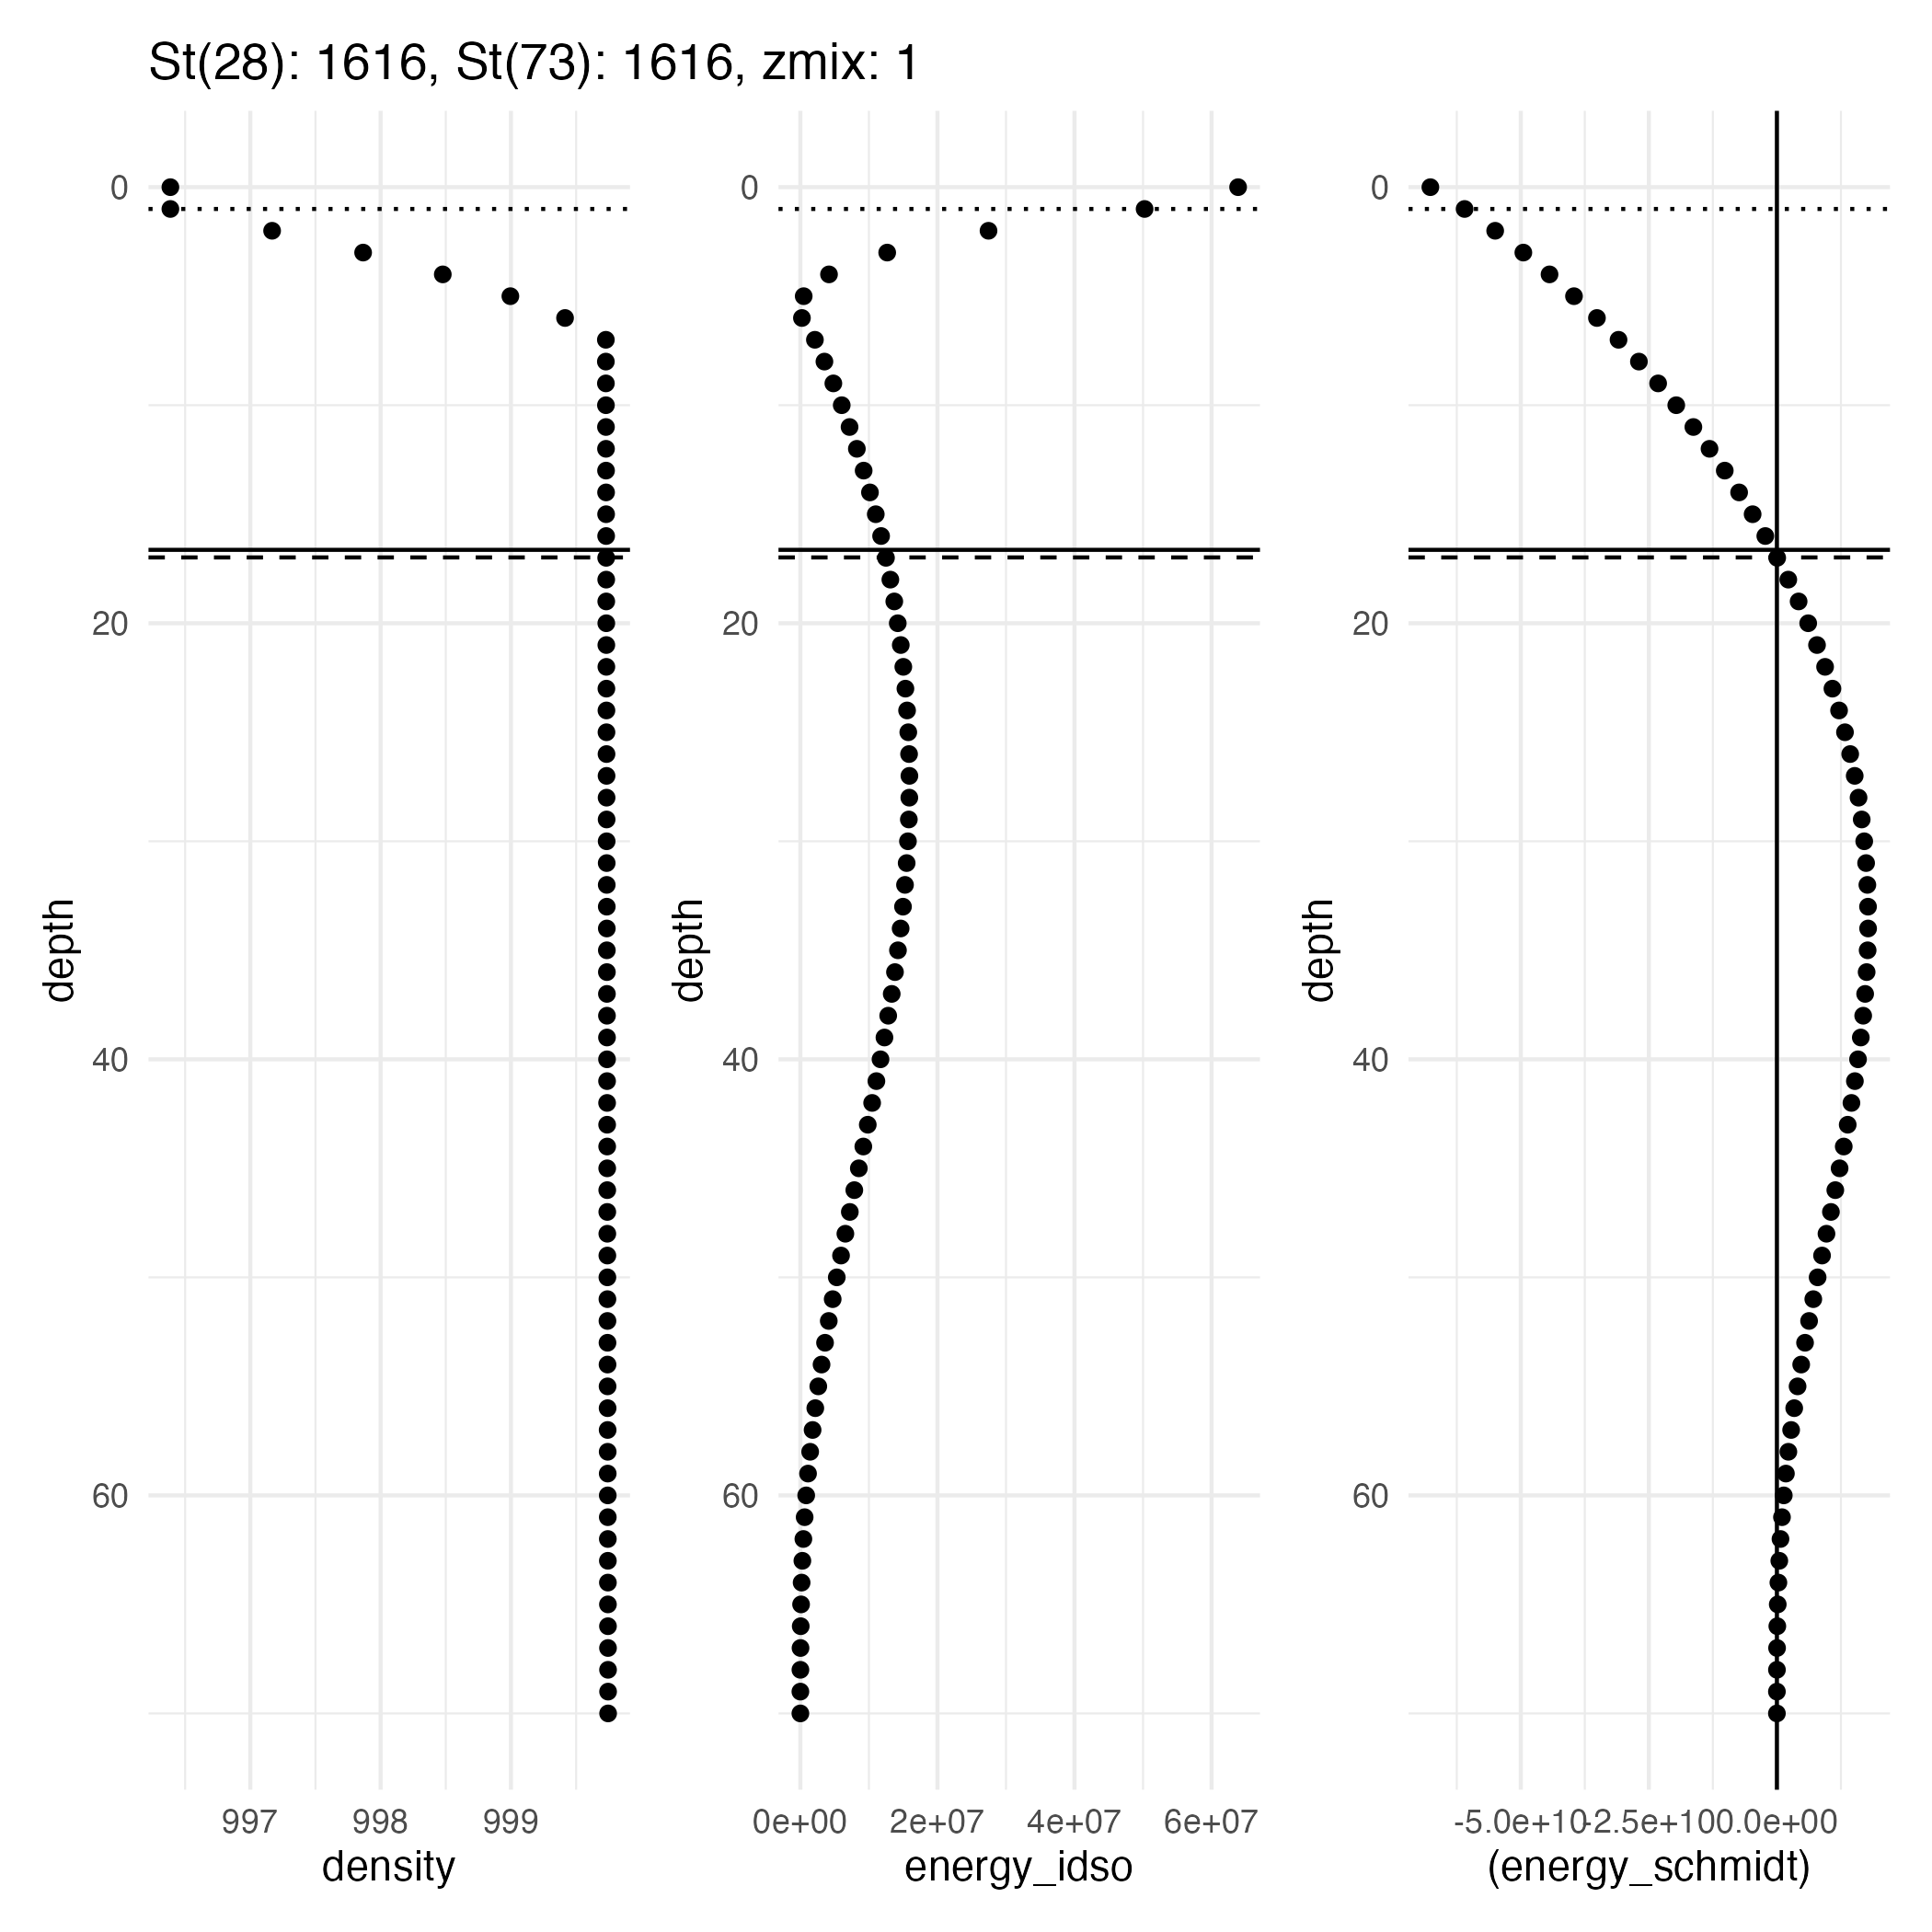 St(28): 1616, St(73): 1616, zmix: 1
0
20
40
60
depth
997 998 999
density
0
20
40
60
depth
0e+00 2e+07 4e+07 6e+07
energy_idso
0
20
40
60
depth
-5.0e+10 -2.5e+10 0.0e+00
(energy_schmidt)